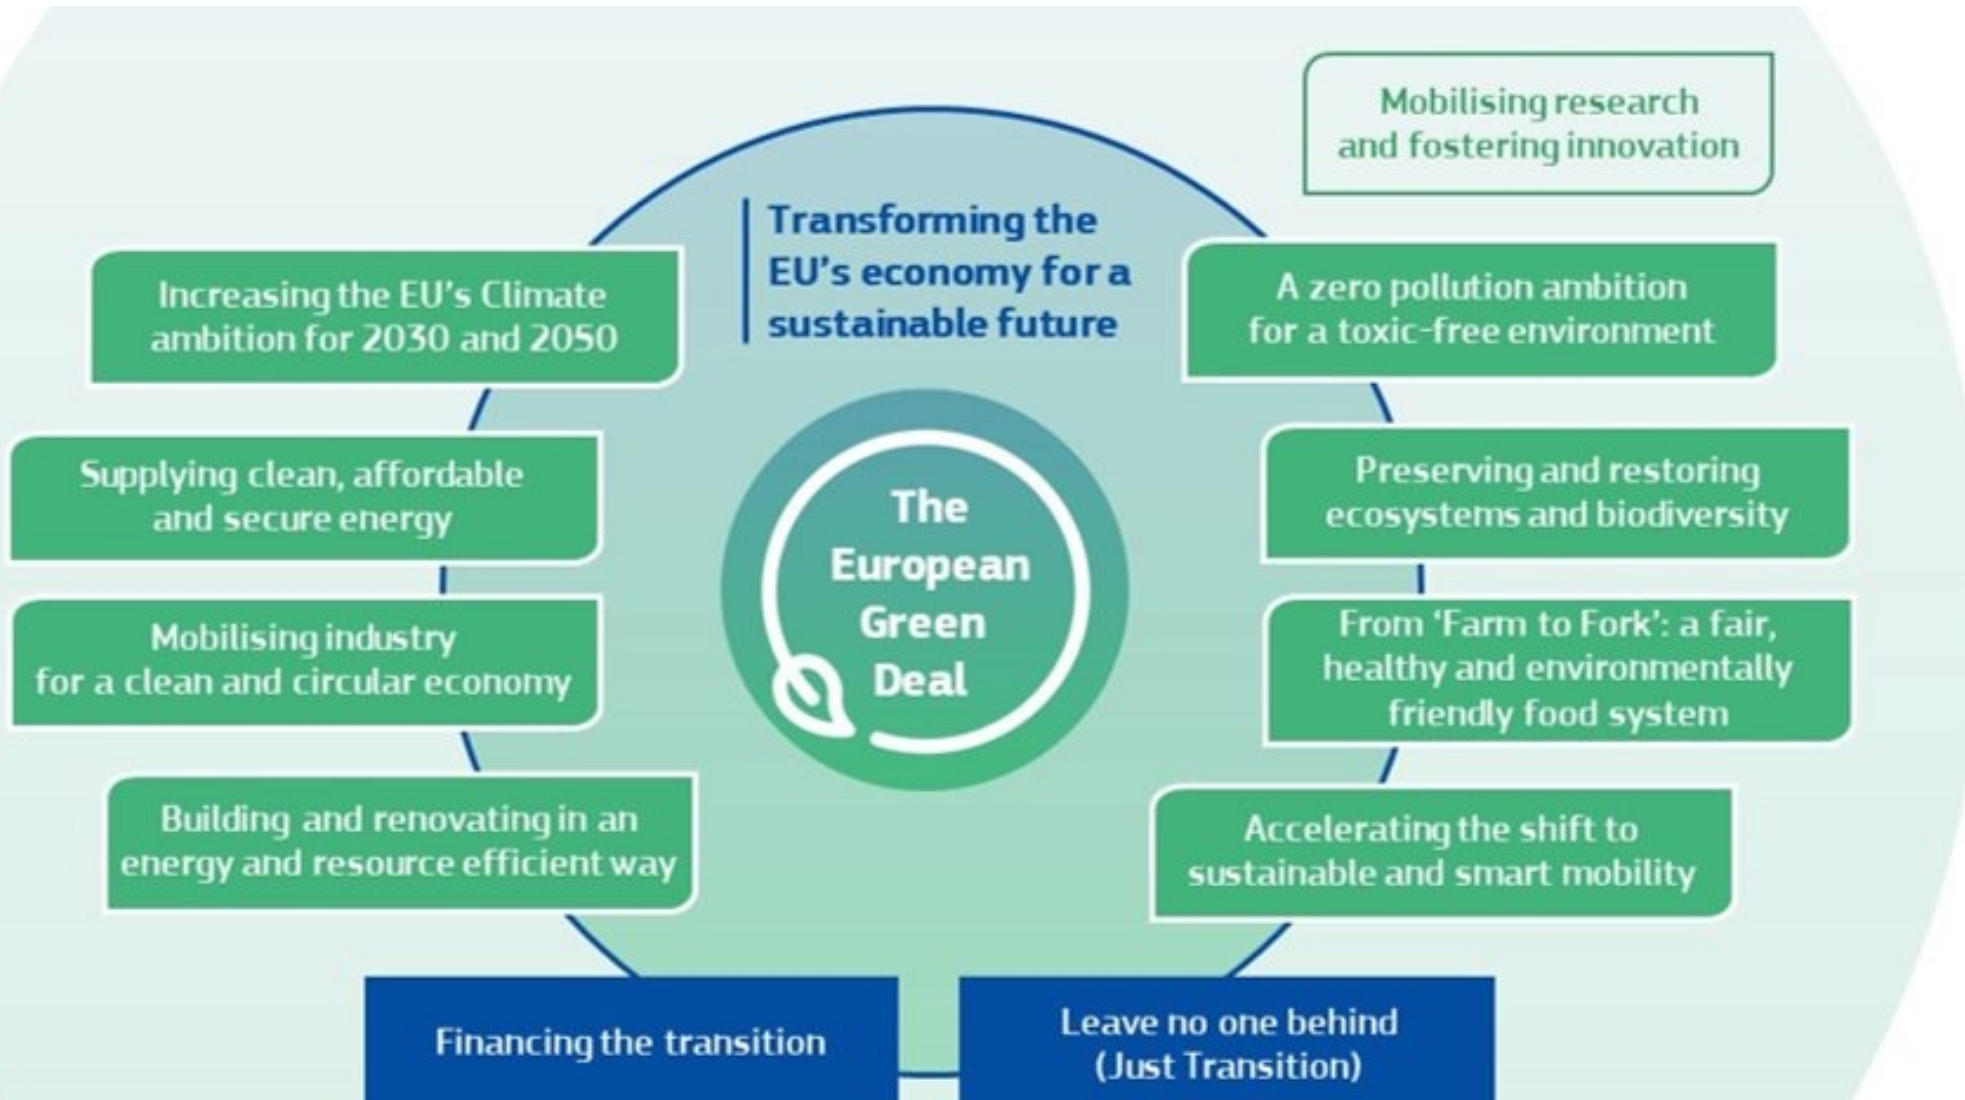 Mobilising research
and fostering innovation
Transforming the
EU's economy for a
sustainable future
Increasing the EU's Climate
ambition for 2030 and 2050
A zero pollution ambition
for a toxic-free environment
Supplying clean, affordable
and secure energy
Preserving and restoring
ecosystems and biodiversity
The
European
Green
Deal
Mobilising industry
for a clean and circular economy
From ‘Farm to Fork’: a fair,
healthy and environmentally
friendly food system
Building and renovating in an
energy and resource efficient way
Accelerating the shift to
sustainable and smart mobility
Financing the transition
Leave no one behind
(Just Transition)